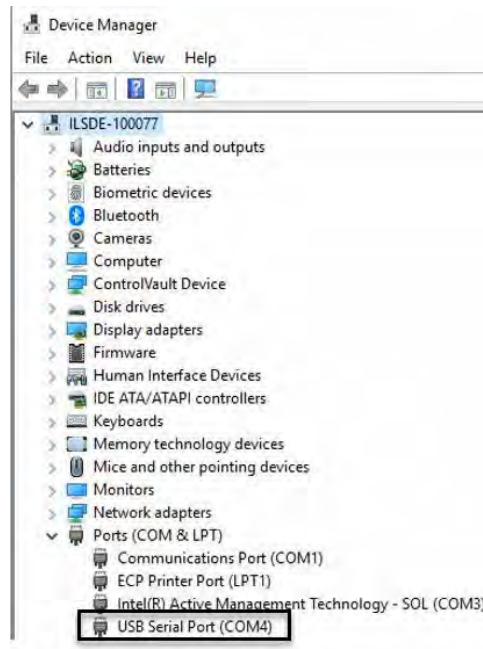 Device Manager
File Action View Help
ILSDE-100077
Audio inputs and outputs
Batteries
Biometric devices
Bluetooth
Cameras
Computer
ControlVault Device
Disk drives
Display adapters
Firmware
Human Interface Devices
IDE ATA/ATAPI controllers
Keyboards
Memory technology devices
Mice and other pointing devices
Monitors
Network adapters
Ports (COM & LPT)
Communications Port (COM1)
ECP Printer Port (LPT1)
Intel(R) Active Management Technology - SOL (COM3)
USB Serial Port (COM4)